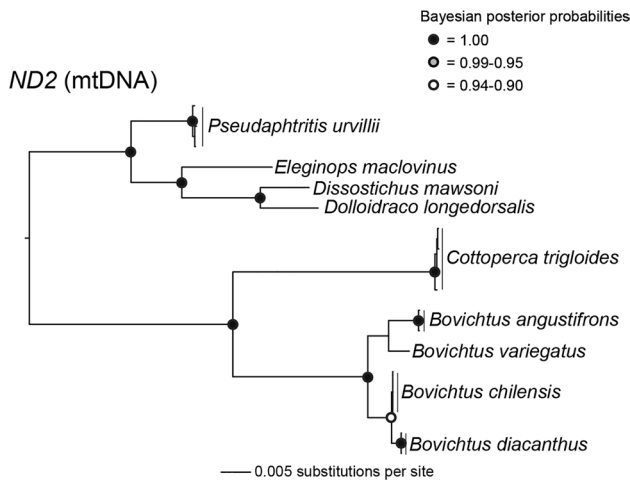 Bayesian posterior probabilities
= 1.00
= 0.99-0.95
= 0.94-0.90
ND2 (mtDNA)
Pseudaphtritis urvillii
Eleginops maclovinus
Dissostichus mawsoni
Dolloidraco longedorsalis
Cottoperca trigloides
Bovichtus angustifrons
Bovichtus variegatus
Bovichtus chilensis
Bovichtus diacanthus
0.005 substitutions per site